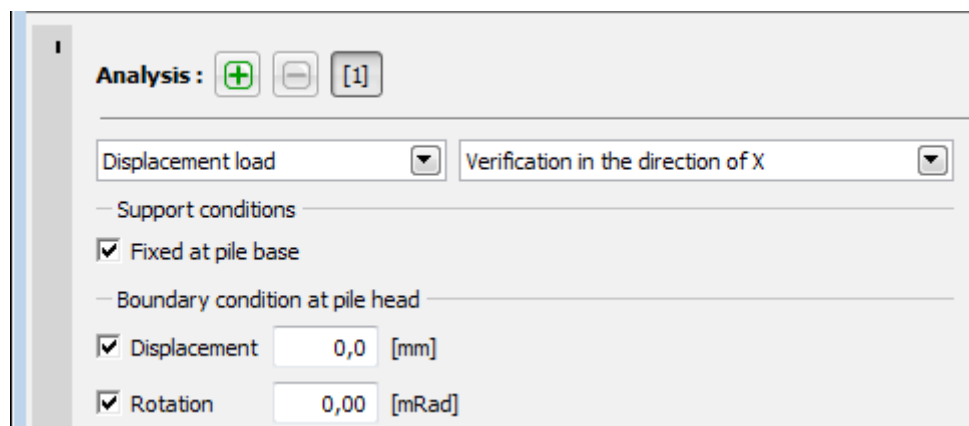 Analysis : [1]
Displacement load Verification in the direction of X
Support conditions
Fixed at pile base
Boundary condition at pile head
Displacement 0,0 [mm]
Rotation 0,00 [mRad]